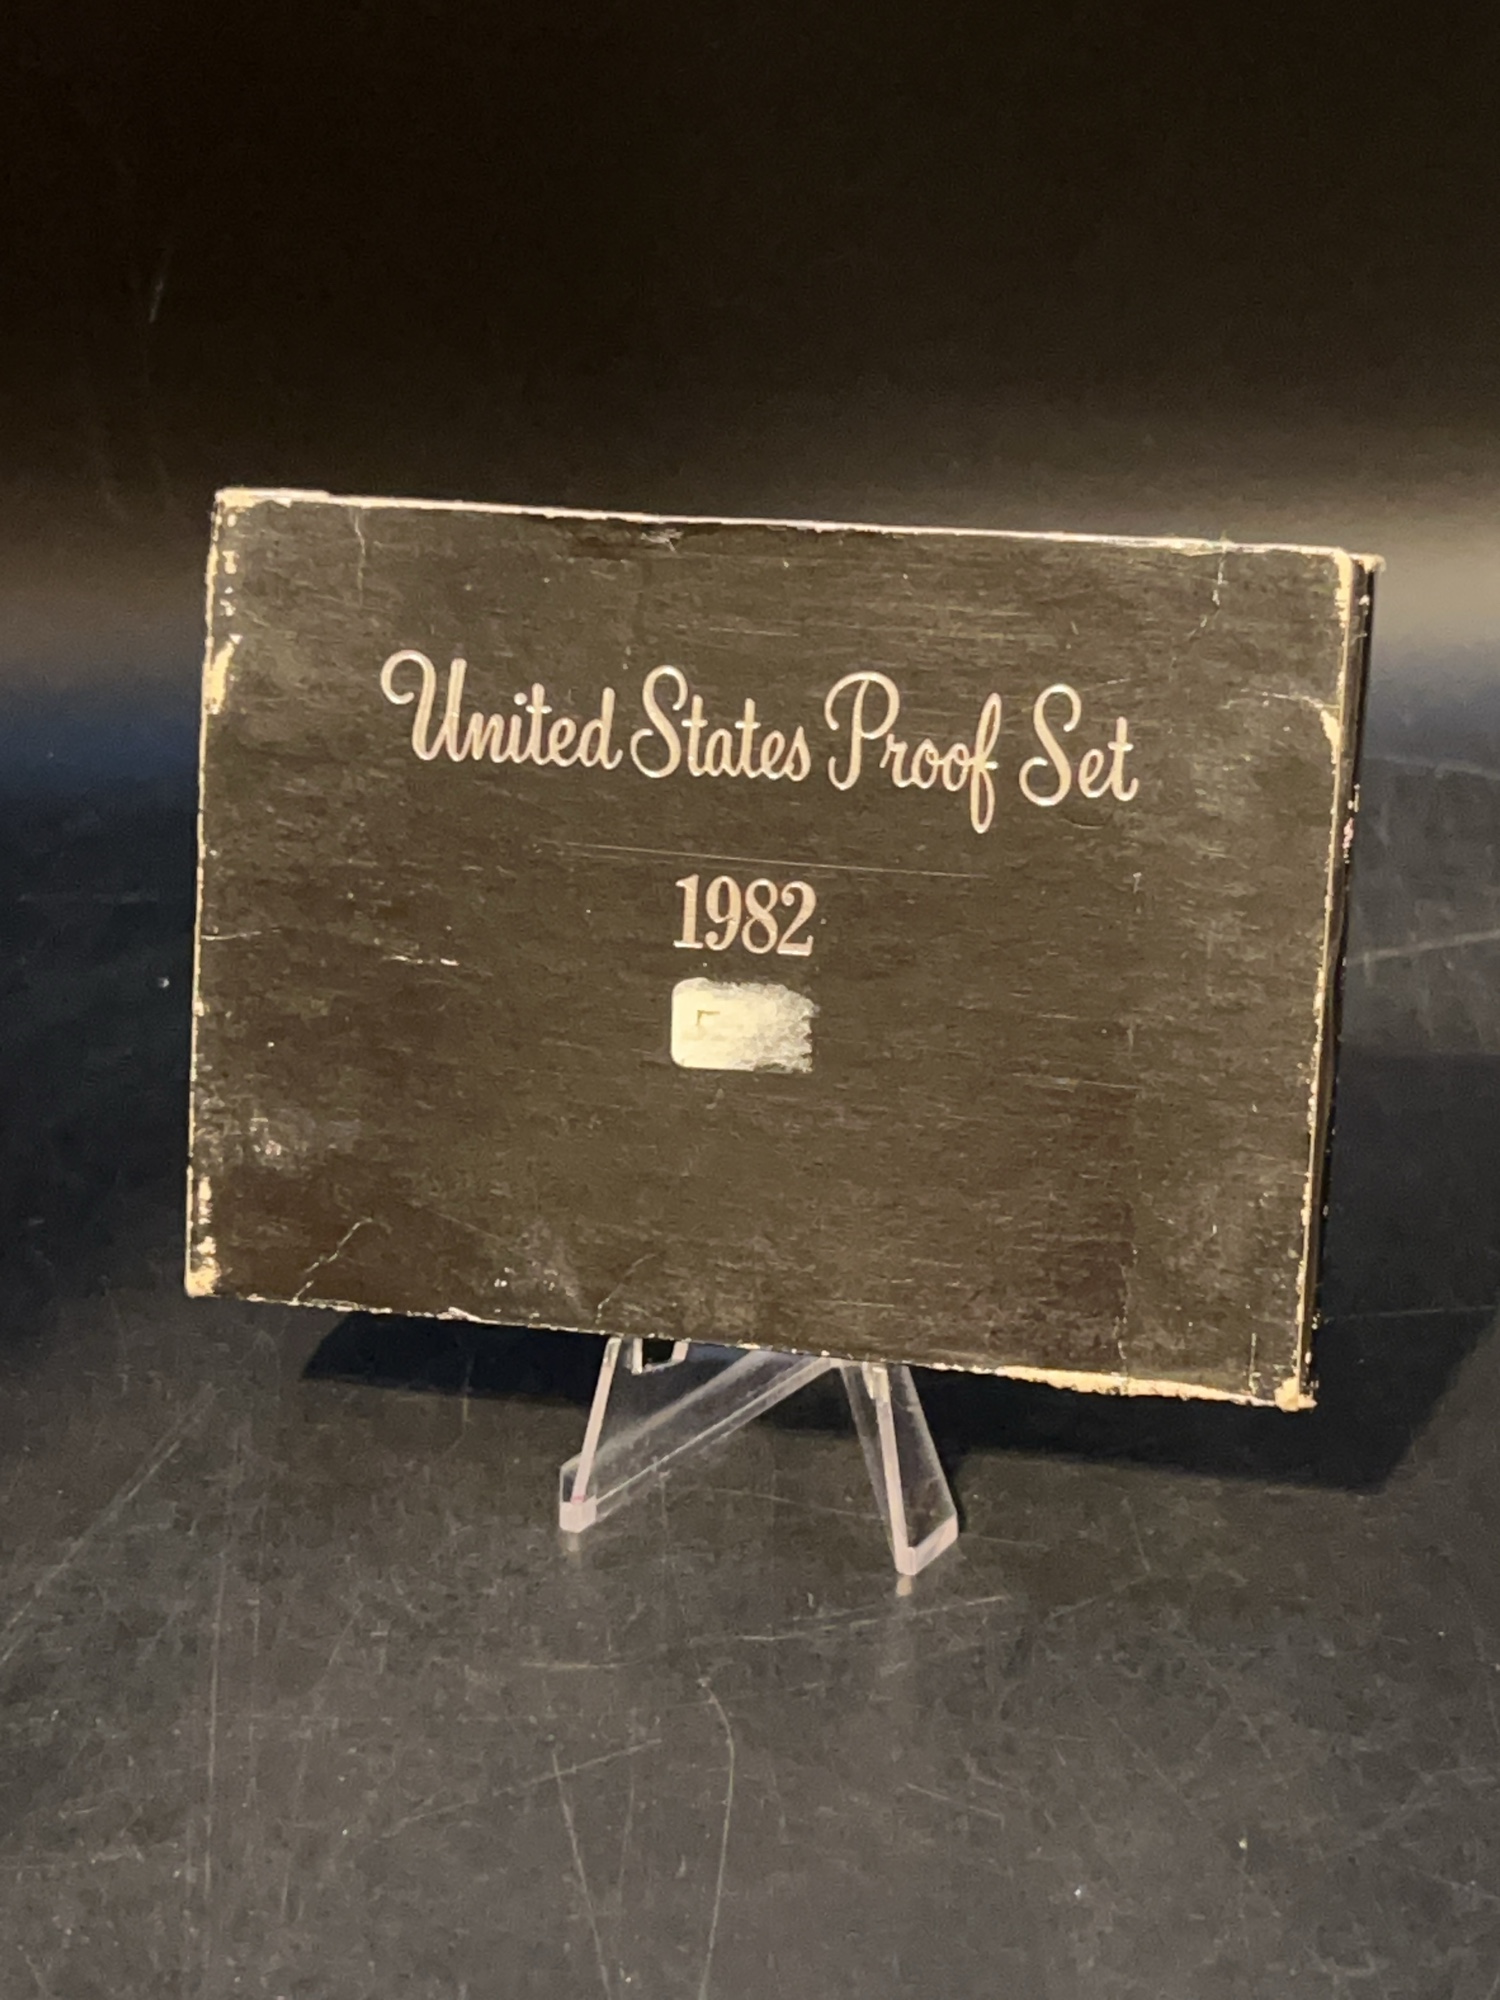 United States Proof Set
1982